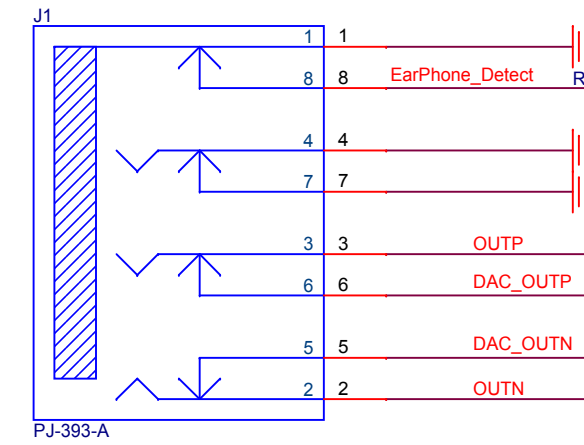 J1
1 1
8 8 EarPhone_Detect R
4 4
7 7
3 3 OUTP
6 6 DAC_OUTP
5 5 DAC_OUTN
2 2 OUTN
PJ-393-A